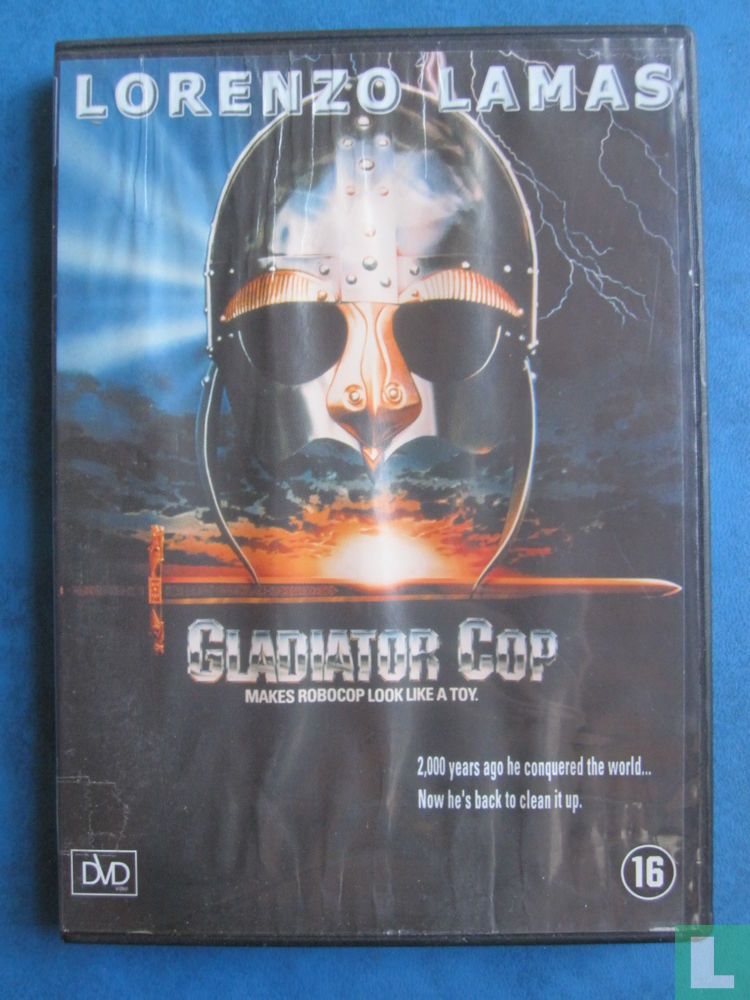 LORENZO LAMAS
GLADIATOR COP
MAKES ROBOCOP LOOK LIKE A TOY.
2,000 years ago he conquered the world...
Now he's back to clean it up.
DVD
VIDEO
16
L